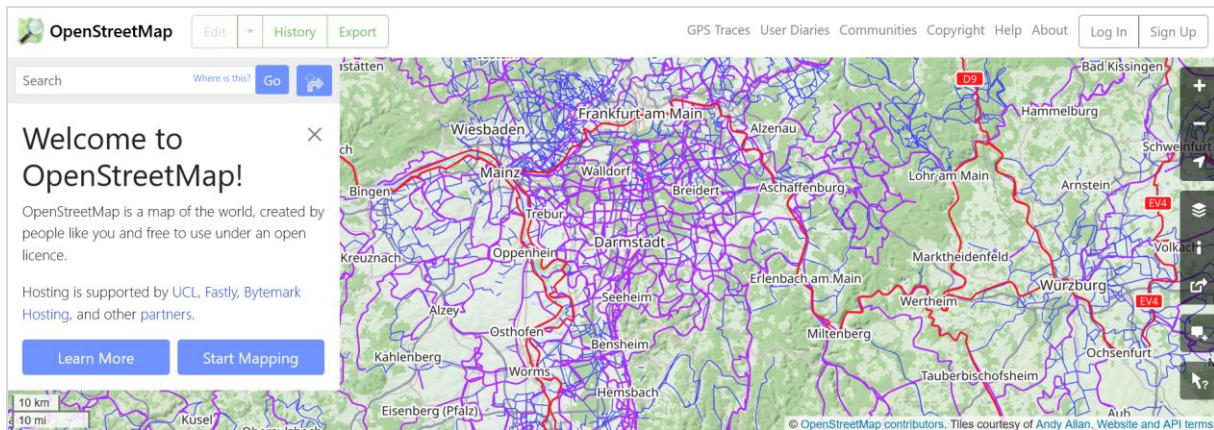 OpenStreetMap
Edit
History
Export
GPS Traces User Diaries Communities Copyright Help About
Log In
Sign Up
Search
Where is this?
Go
Welcome to
OpenStreetMap!
OpenStreetMap is a map of the world, created by
people like you and free to use under an open
licence.
Hosting is supported by UCL, Fastly, Bytemark
Hosting, and other partners.
Learn More
Start Mapping
D9
Bad Kissingen
Frankfurt am Main
Hammelburg
Wiesbaden
Alzenau
Schweinfurt
Mainz
Walldorf
Lohr am Main
Bingen
Breidert
Aschaffenburg
Arnstein
EV4
Trebur
Darmstadt
Volkach
Oppenheim
Kreuznach
Marktheidenfeld
Erlenbach am Main
Würzburg
Seeheim
Wertheim
EV4
Alzey
Osthofen
Miltenberg
Bensheim
Ochsenfurt
Kahlenberg
Worms
Tauberbischofsheim
Hemsbach
10 km
10 mi
Kusel
Eisenberg (Pfalz)
Aub
© OpenStreetMap contributors. Tiles courtesy of Andy Allan. Website and API terms